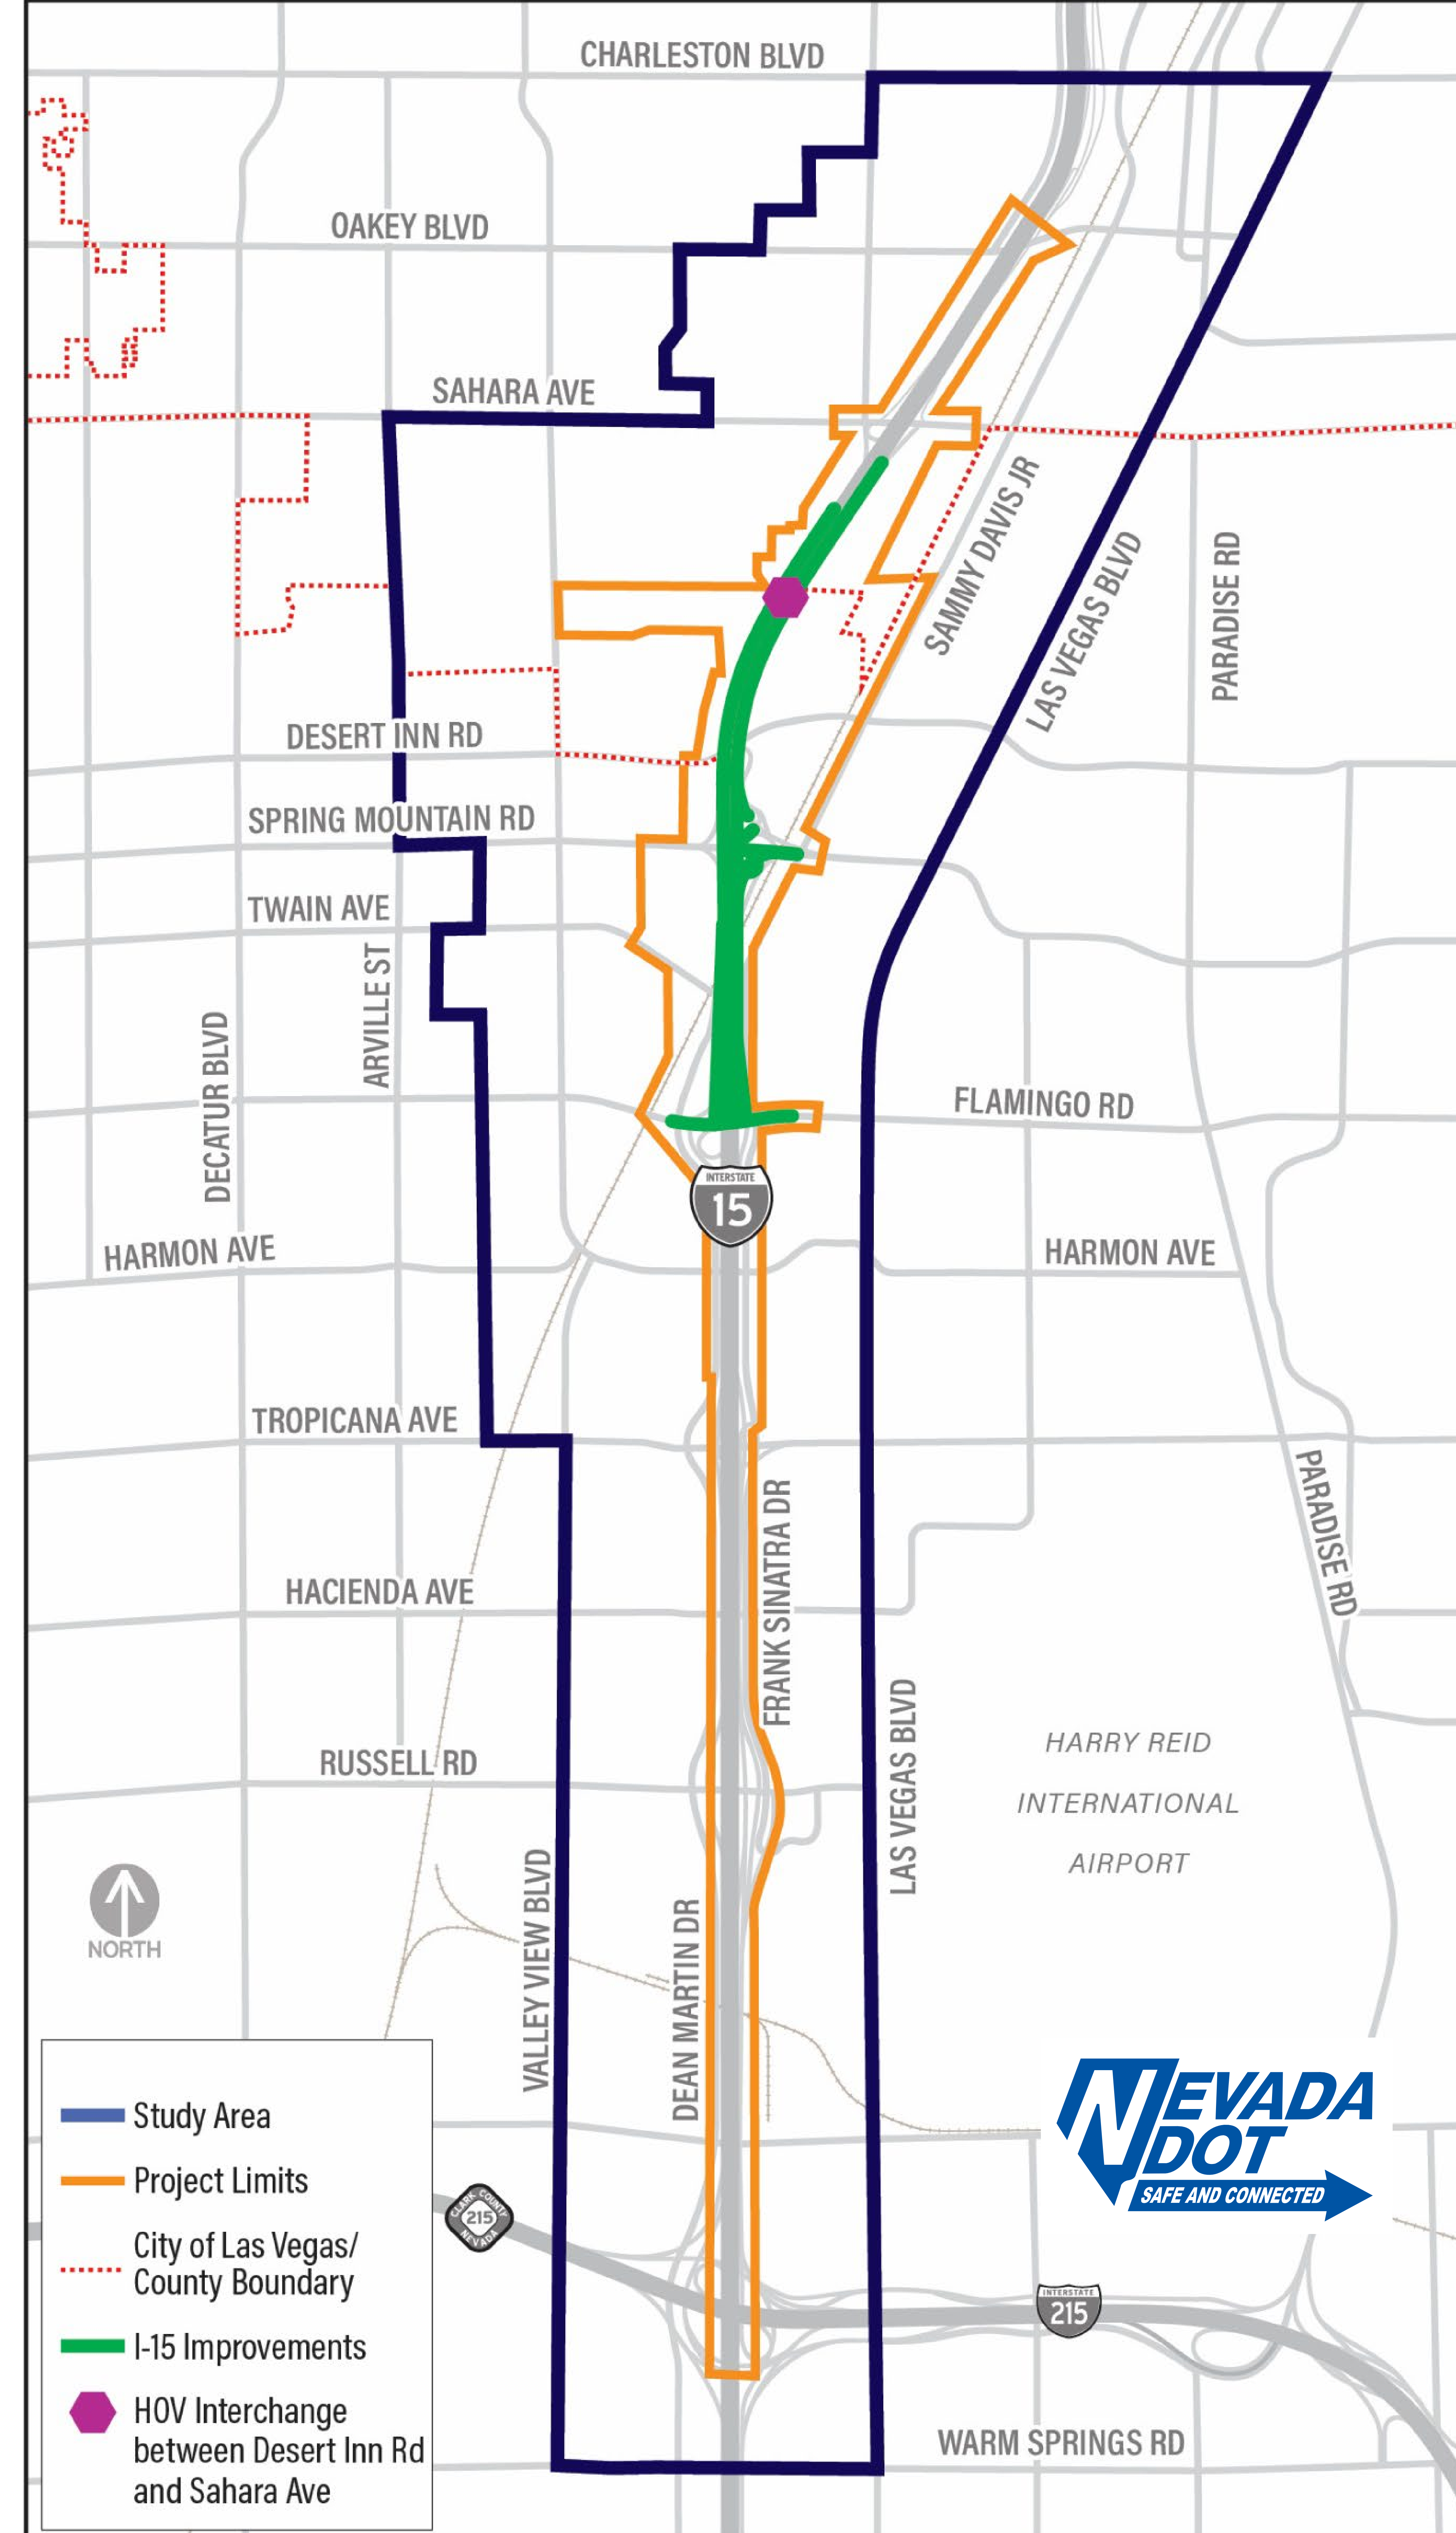 CHARLESTON BLVD
OAKEY BLVD
SAHARA AVE
SAMMY DAVIS JR
LAS VEGAS BLVD
PARADISE RD
DESERT INN RD
SPRING MOUNTAIN RD
TWAIN AVE
ARVILLE ST
DECATUR BLVD
FLAMINGO RD
INTERSTATE
15
HARMON AVE
HARMON AVE
TROPICANA AVE
PARADISE RD
FRANK SINATRA DR
HACIENDA AVE
LAS VEGAS BLVD
RUSSELL RD
HARRY REID
INTERNATIONAL
AIRPORT
VALLEY VIEW BLVD
DEAN MARTIN DR
NORTH
NEVADA
DOT
SAFE AND CONNECTED
Study Area
Project Limits
City of Las Vegas/
County Boundary
I-15 Improvements
HOV Interchange
between Desert Inn Rd
and Sahara Ave
CLARK COUNTY
215
NEVADA
INTERSTATE
215
WARM SPRINGS RD